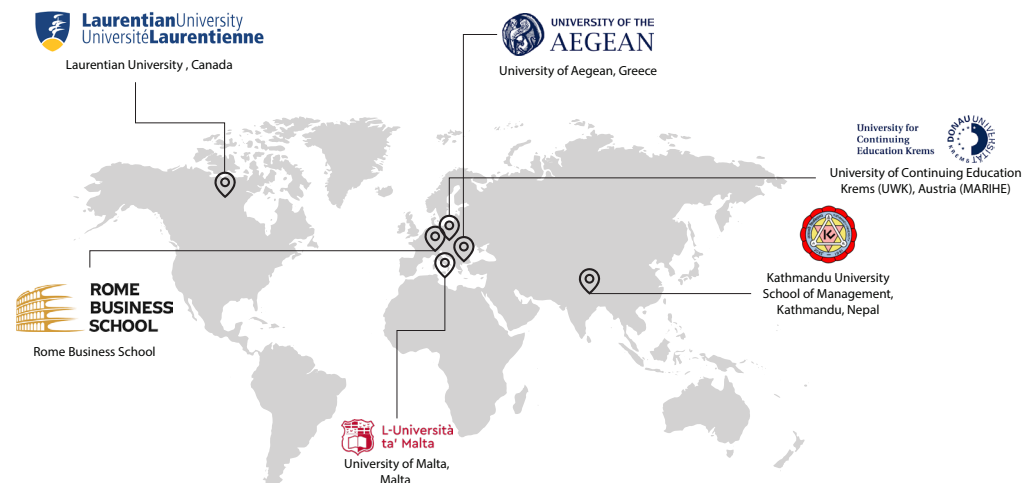 LaurentianUniversity
UniversitéLaurentienne
Laurentian University , Canada
UNIVERSITY OF THE
AEGEAN
University of Aegean, Greece
University for
Continuing
Education Krems
DONAU UNIVERSITÄT
KREMS
University of Continuing Education
Krems (UWK), Austria (MARIHE)
Kathmandu University
School of Management,
Kathmandu, Nepal
ROME
BUSINESS
SCHOOL
Rome Business School
L-Università
ta' Malta
University of Malta,
Malta